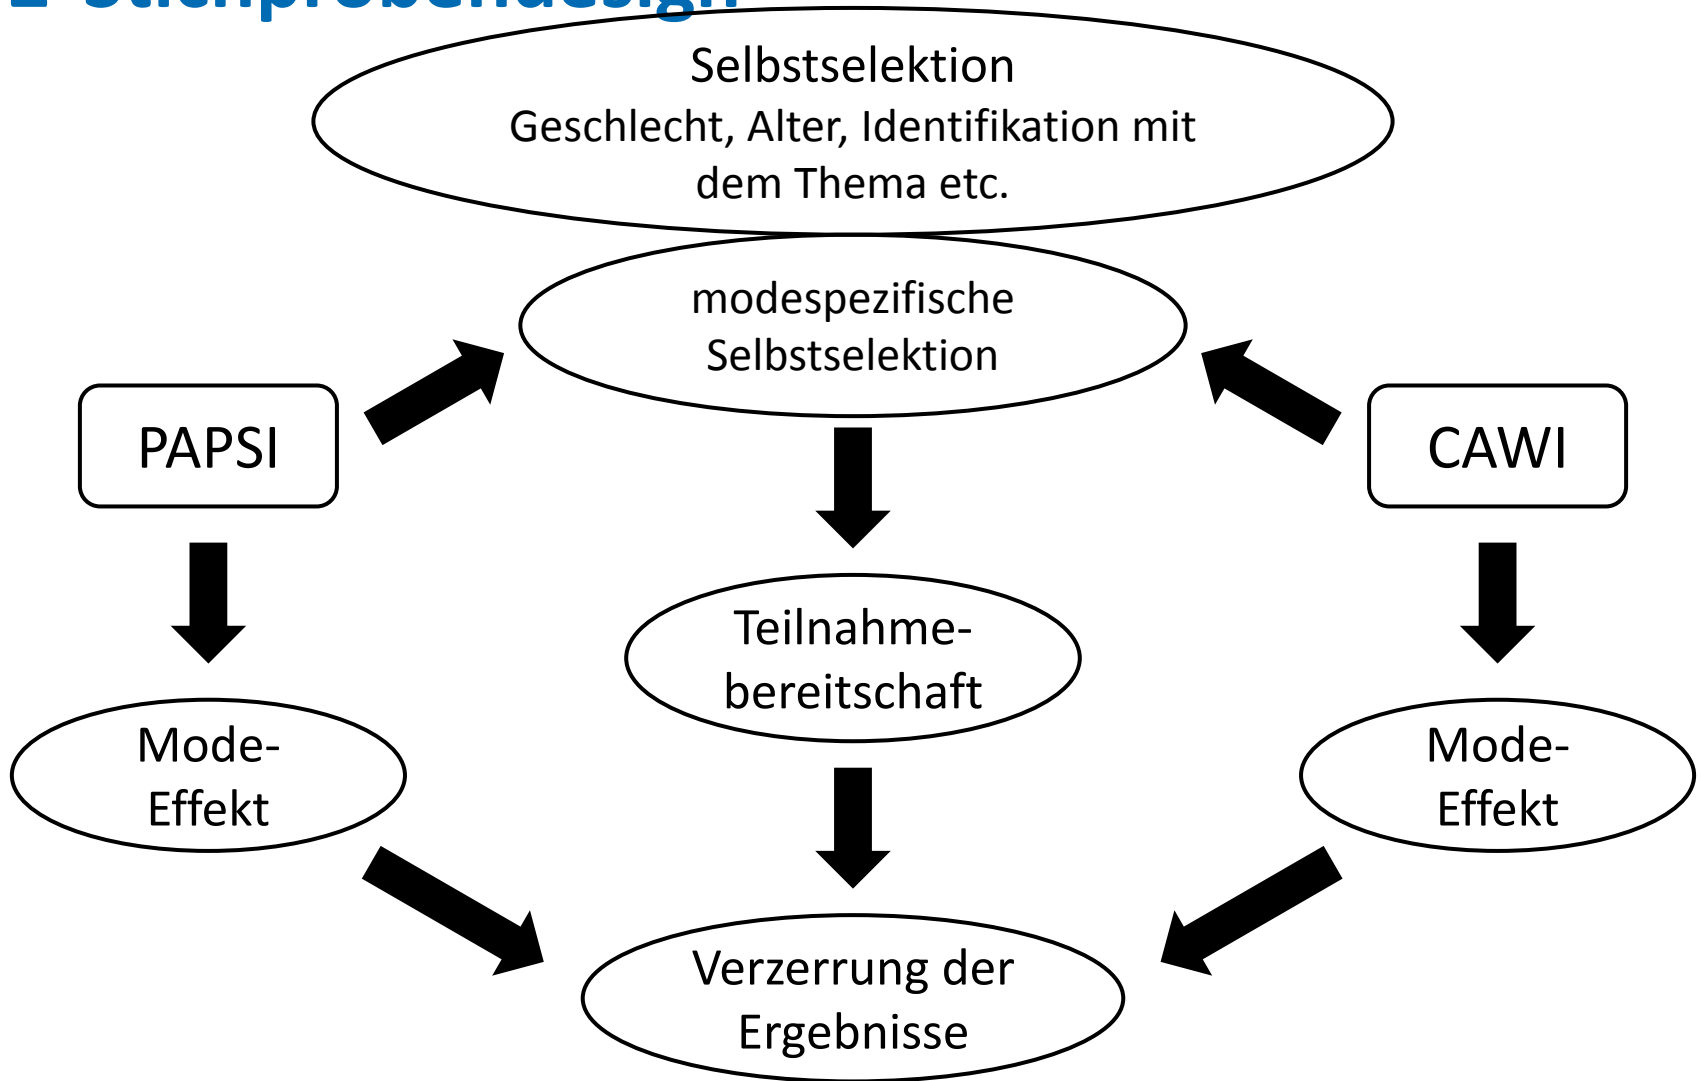 Stichprobendesign
Selbstselektion
Geschlecht, Alter, Identifikation mit
dem Thema etc.
modespezifische
Selbstselektion
PAPSI
CAWI
Teilnahme-
bereitschaft
Mode-
Effekt
Mode-
Effekt
Verzerrung der
Ergebnisse